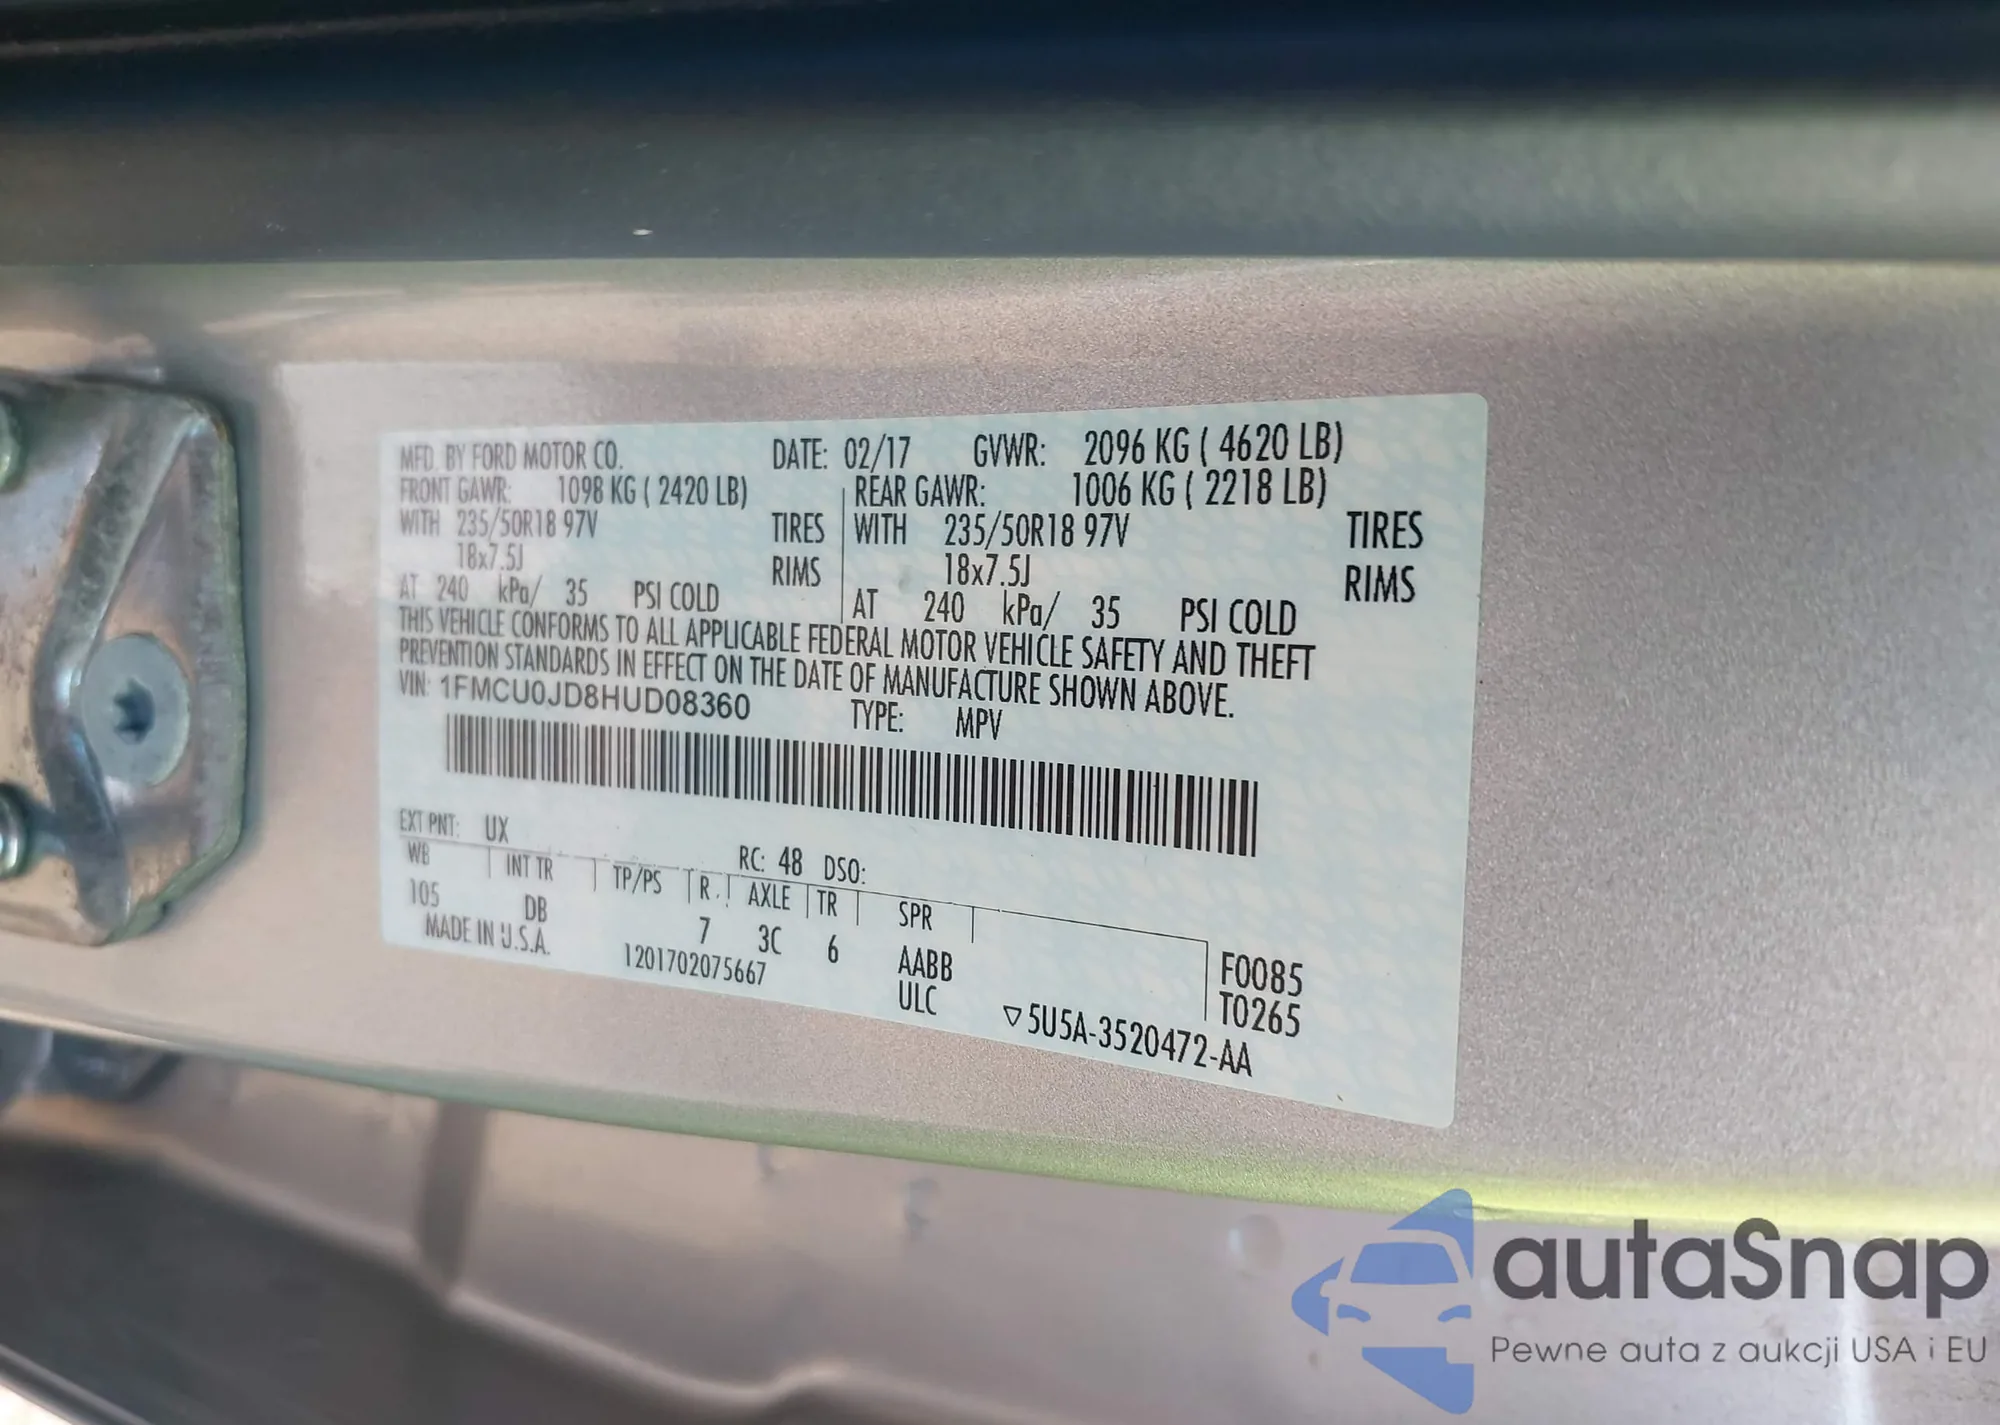 MFD. BY FORD MOTOR CO. DATE: 02/17 GVWR: 2096 KG ( 4620 LB)
FRONT GAWR: 1098 KG ( 2420 LB) REAR GAWR: 1006 KG ( 2218 LB)
WITH 235/50R18 97V TIRES WITH 235/50R18 97V TIRES
18x7.5J RIMS 18x7.5J RIMS
AT 240 kPa/ 35 PSI COLD AT 240 kPa/ 35 PSI COLD
THIS VEHICLE CONFORMS TO ALL APPLICABLE FEDERAL MOTOR VEHICLE SAFETY AND THEFT
PREVENTION STANDARDS IN EFFECT ON THE DATE OF MANUFACTURE SHOWN ABOVE.
VIN: 1FMCU0JD8HUD08360 TYPE: MPV
EXT PNT: UX RC: 48 DSO:
WB INT TR TP/PS R. AXLE TR SPR
105 DB 7 3C 6 AABB F0085
MADE IN U.S.A. 1201702075667 ULC T0265
▽5U5A-3520472-AA
autaSnap
Pewne auta z aukcji USA i EU